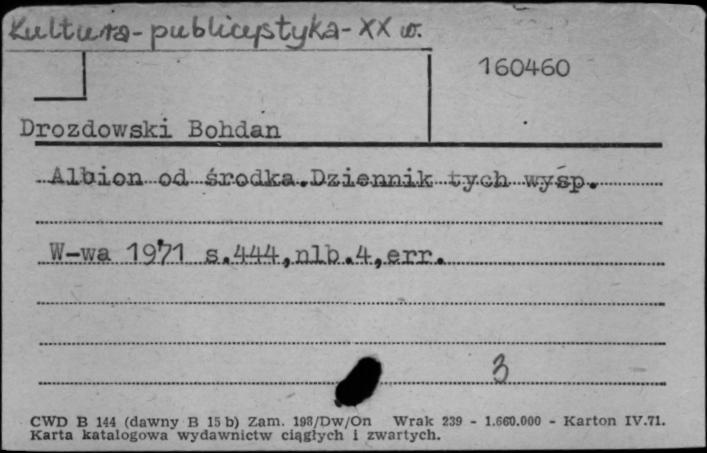 Kultura - publicystyka - XX w.
160460
Drozdowski Bohdan
Albion od środka.Dziennik tych wysp.
W-wa 1971 s.444,nlb.4,err.
3
CWD B 144 (dawny B 15 b) Zam. 198/Dw/On Wrak 239 - 1.660.000 - Karton IV.71.
Karta katalogowa wydawnictw ciągłych i zwartych.